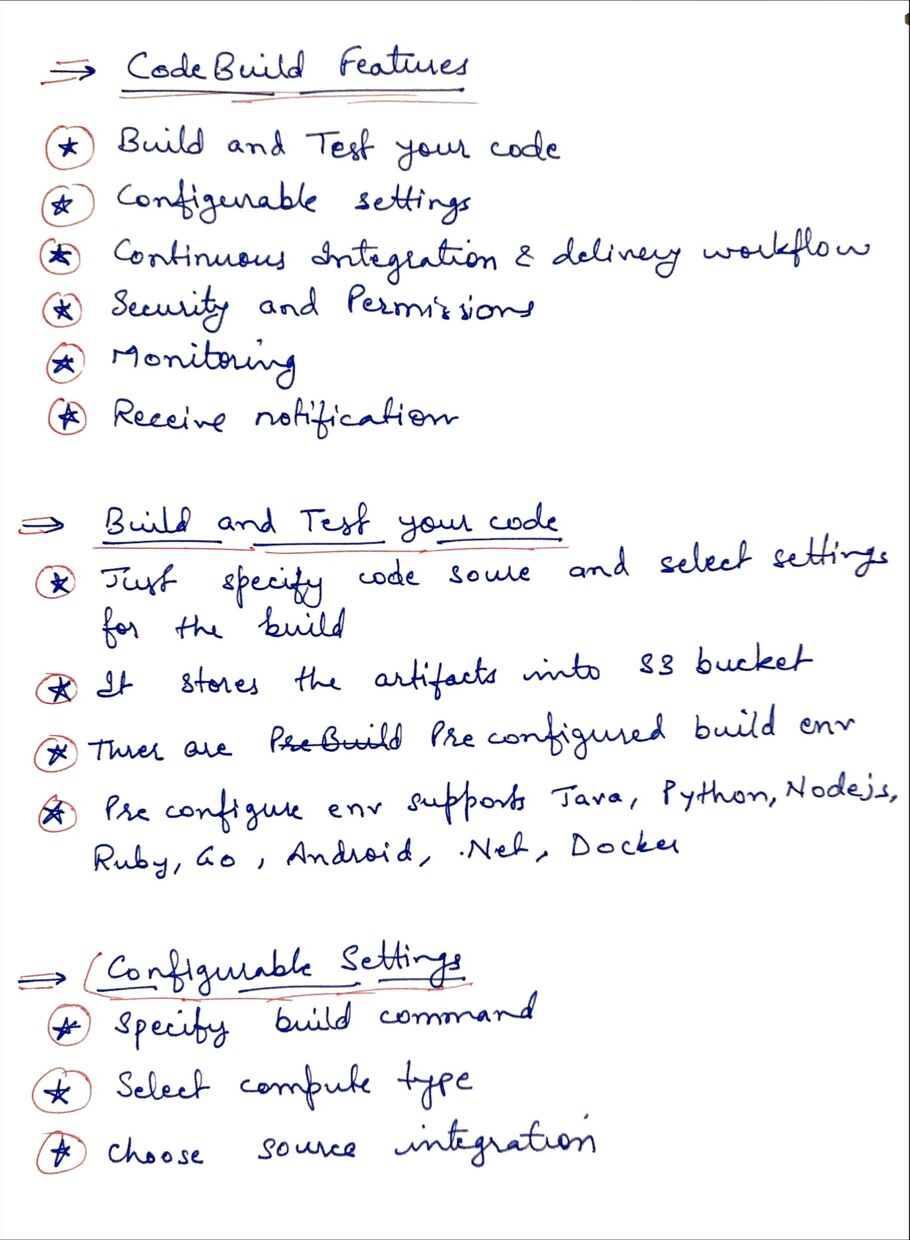 ⇒ CodeBuild Features
★ Build and Test your code
★ Configurable settings
★ Continuous Integration & delivery workflow
★ Security and Permissions
★ Monitoring
★ Receive notification
⇒ Build and Test your code
★ Just specify code source and select settings
for the build
★ It stores the artifacts into S3 bucket
★ Thres are ~~PreBuild~~ Pre configured build env
★ Pre configure env supports Java, Python, Nodejs,
Ruby, Go, Android, .Net, Docker
⇒ Configurable Settings
★ Specify build command
★ Select compute type
★ Choose source integration